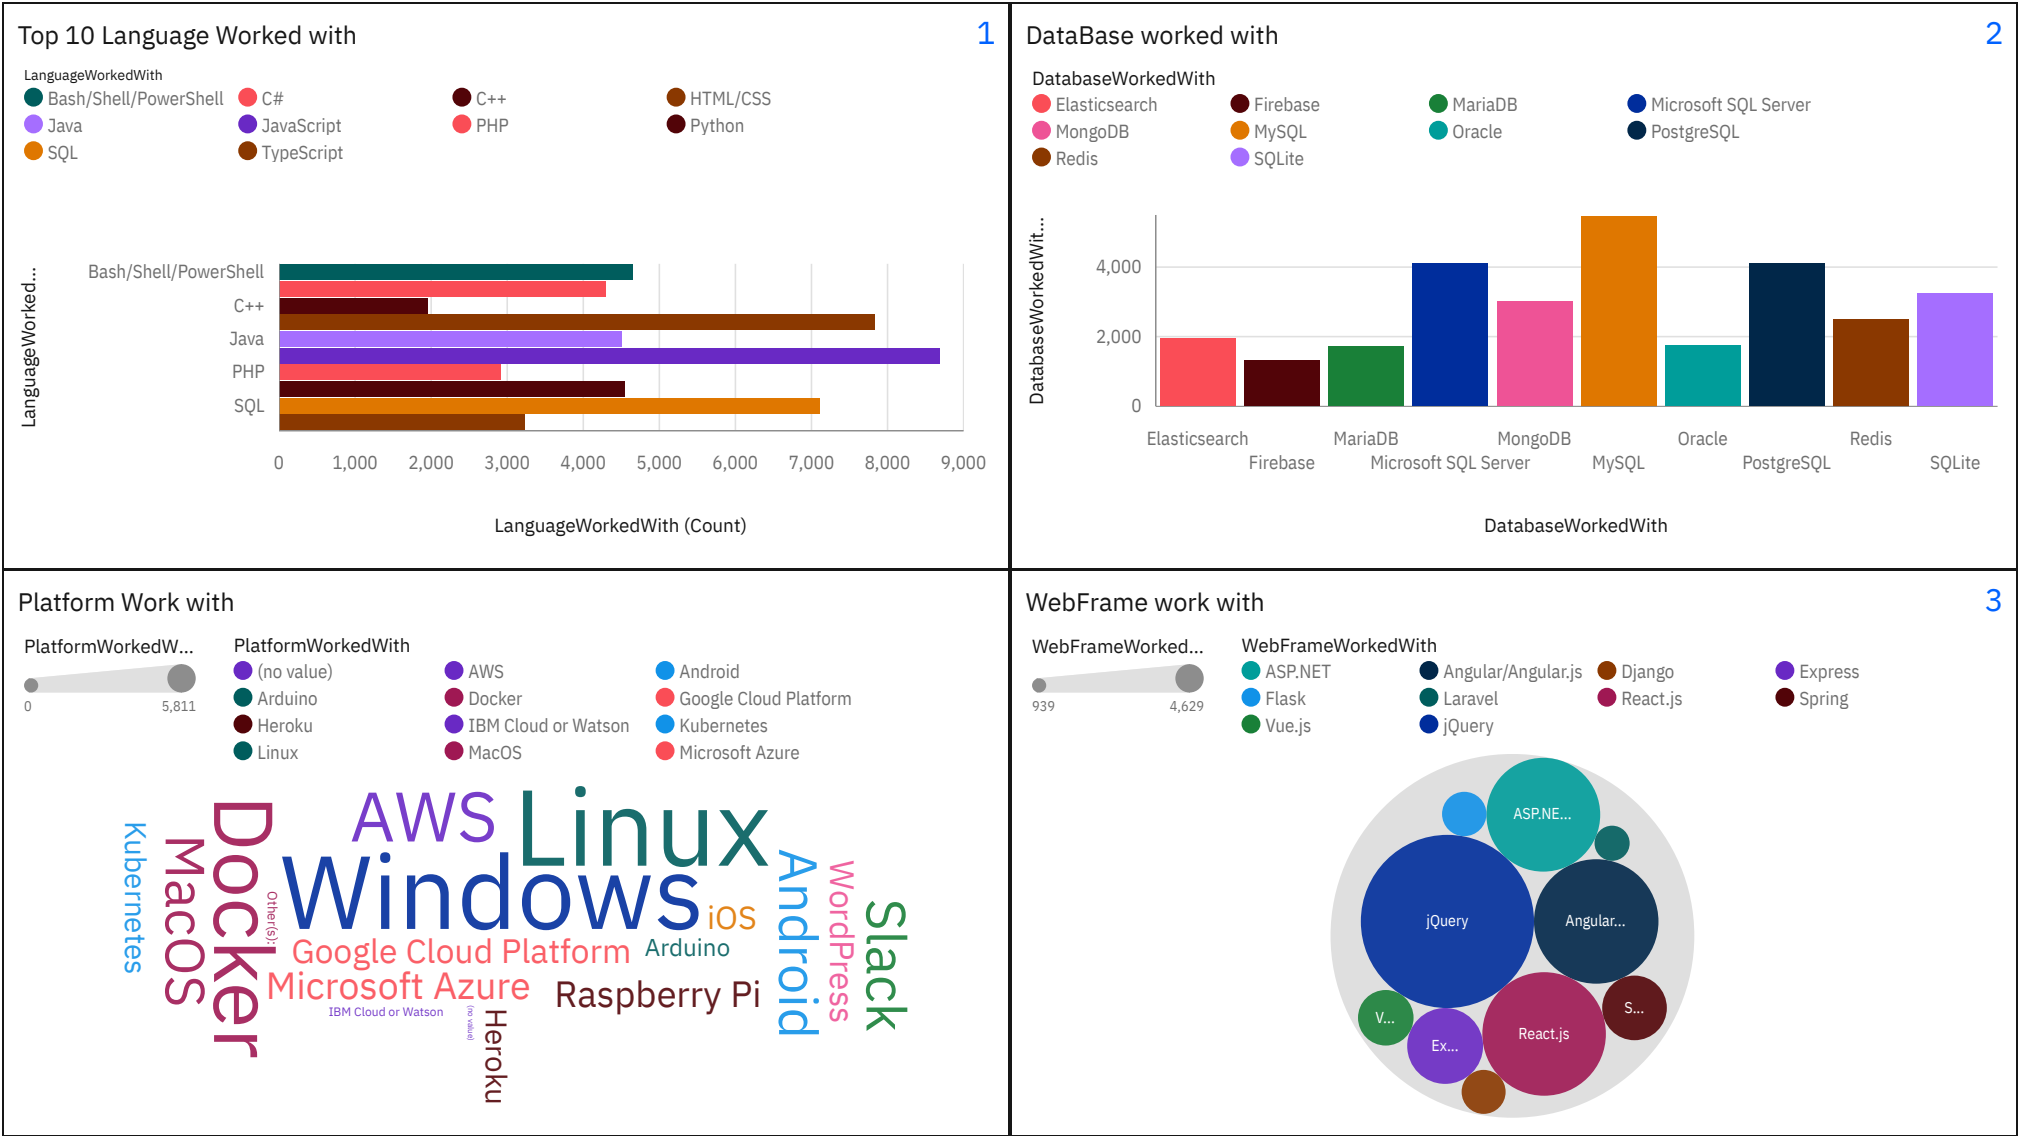 Top 10 Language Worked with
1
LanguageWorkedWith
Bash/Shell/PowerShell C# C++ HTML/CSS
Java JavaScript PHP Python
SQL TypeScript
LanguageWorked...
Bash/Shell/PowerShell
C++
Java
PHP
SQL
0 1,000 2,000 3,000 4,000 5,000 6,000 7,000 8,000 9,000
LanguageWorkedWith (Count)
DataBase worked with
2
DatabaseWorkedWith
Elasticsearch Firebase MariaDB Microsoft SQL Server
MongoDB MySQL Oracle PostgreSQL
Redis SQLite
DatabaseWorkedWit...
4,000
2,000
0
Elasticsearch MariaDB MongoDB Oracle Redis
Firebase Microsoft SQL Server MySQL PostgreSQL SQLite
DatabaseWorkedWith
Platform Work with
PlatformWorkedW...
0 5,811
PlatformWorkedWith
(no value) AWS Android
Arduino Docker Google Cloud Platform
Heroku IBM Cloud or Watson Kubernetes
Linux MacOS Microsoft Azure
Kubernetes
MacOS
Docker
Other(s):
AWS
Linux
Windows
iOS
Google Cloud Platform
Arduino
Microsoft Azure
Raspberry Pi
IBM Cloud or Watson
(no value)
Heroku
Android
WordPress
Slack
WebFrame work with
3
WebFrameWorked...
939 4,629
WebFrameWorkedWith
ASP.NET Angular/Angular.js Django Express
Flask Laravel React.js Spring
Vue.js jQuery
ASP.NE...
jQuery
Angular...
V...
Ex...
React.js
S...